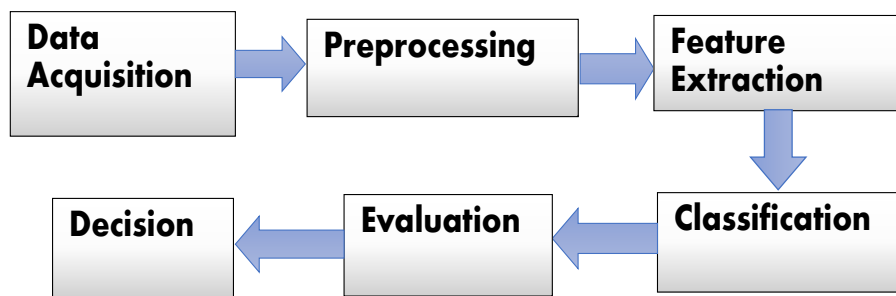 Data
Acquisition
Preprocessing
Feature
Extraction
Classification
Evaluation
Decision